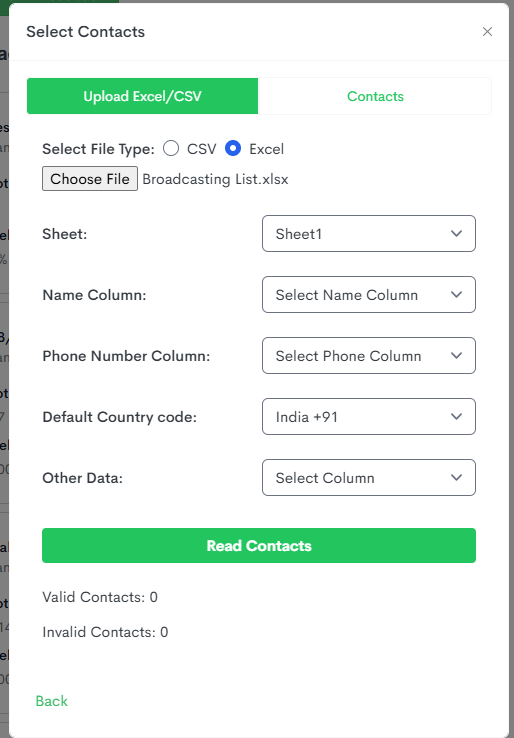 Select Contacts ×
Upload Excel/CSV Contacts
Select File Type: CSV Excel
Choose File Broadcasting List.xlsx
Sheet: Sheet1
Name Column: Select Name Column
Phone Number Column: Select Phone Column
Default Country code: India +91
Other Data: Select Column
Read Contacts
Valid Contacts: 0
Invalid Contacts: 0
Back